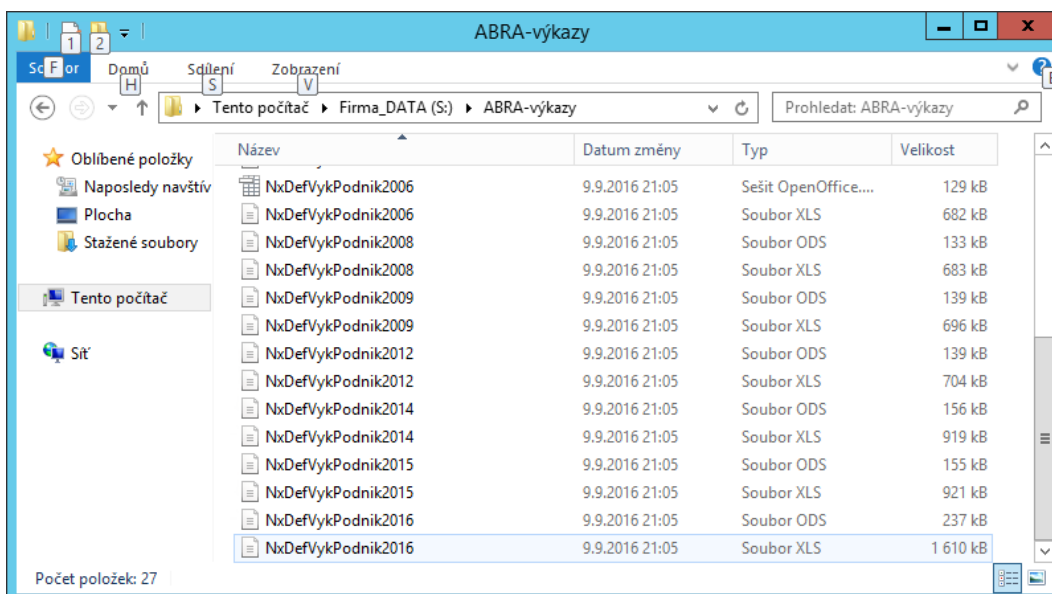 ABRA-výkazy
1 2
Domů Sdílení Zobrazení
F H S V
Tento počítač Firma_DATA (S:) ABRA-výkazy Prohledat: ABRA-výkazy
Název Datum změny Typ Velikost
Oblíbené položky
Naposledy navštív
Plocha
Stažené soubory
Tento počítač
Síť
NxDefVykPodnik2006 9.9.2016 21:05 Sešit OpenOffice.... 129 kB
NxDefVykPodnik2006 9.9.2016 21:05 Soubor XLS 682 kB
NxDefVykPodnik2008 9.9.2016 21:05 Soubor ODS 133 kB
NxDefVykPodnik2008 9.9.2016 21:05 Soubor XLS 683 kB
NxDefVykPodnik2009 9.9.2016 21:05 Soubor ODS 139 kB
NxDefVykPodnik2009 9.9.2016 21:05 Soubor XLS 696 kB
NxDefVykPodnik2012 9.9.2016 21:05 Soubor ODS 139 kB
NxDefVykPodnik2012 9.9.2016 21:05 Soubor XLS 704 kB
NxDefVykPodnik2014 9.9.2016 21:05 Soubor ODS 156 kB
NxDefVykPodnik2014 9.9.2016 21:05 Soubor XLS 919 kB
NxDefVykPodnik2015 9.9.2016 21:05 Soubor ODS 155 kB
NxDefVykPodnik2015 9.9.2016 21:05 Soubor XLS 921 kB
NxDefVykPodnik2016 9.9.2016 21:05 Soubor ODS 237 kB
NxDefVykPodnik2016 9.9.2016 21:05 Soubor XLS 1 610 kB
Počet položek: 27